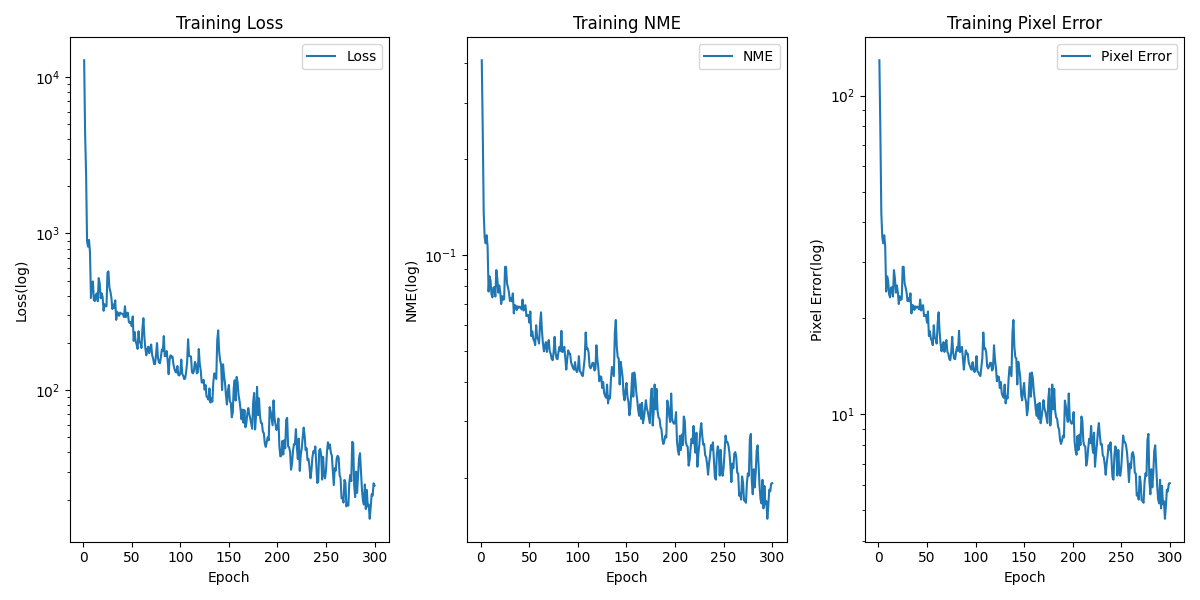 Training Loss
Loss
10^4
10^3
10^2
Loss(log)
0
50
100
150
200
250
300
Epoch
Training NME
NME
10^-1
NME(log)
0
50
100
150
200
250
300
Epoch
Training Pixel Error
Pixel Error
10^2
10^1
Pixel Error(log)
0
50
100
150
200
250
300
Epoch